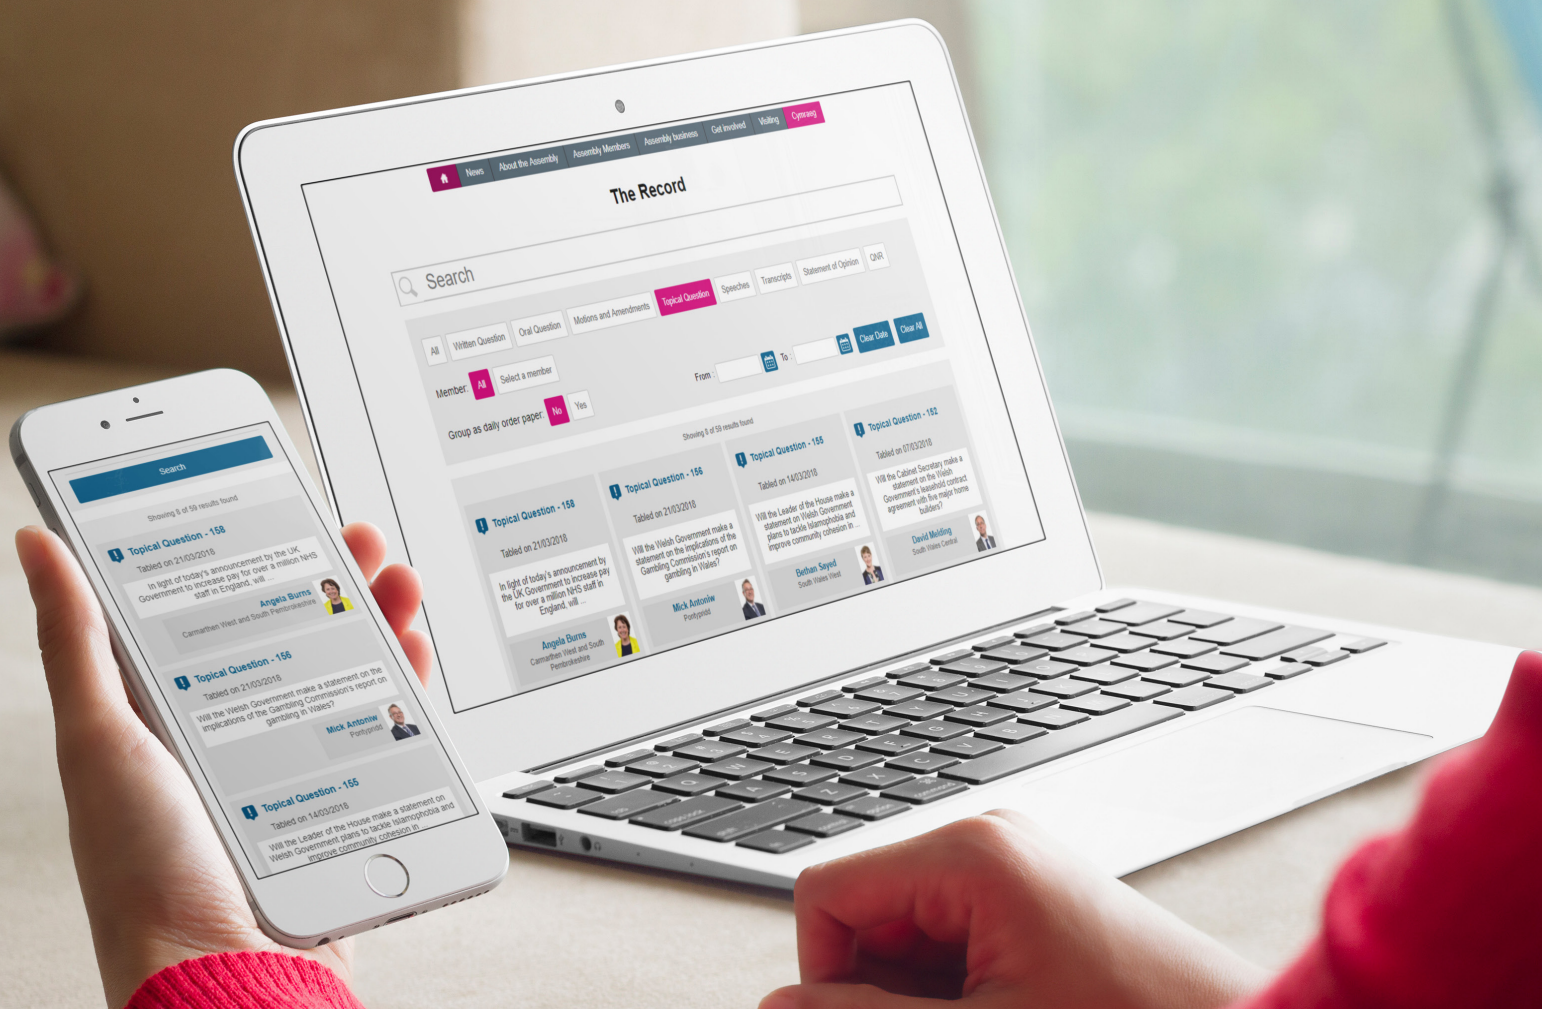 News
About the Assembly
Assembly Members
Assembly business
Get involved
Visiting
Cymraeg
The Record
Search
All
Written Question
Oral Question
Motions and Amendments
Topical Question
Speeches
Transcripts
Statement of Opinion
QNR
Member:
All
Select a member
From :
To :
Clear Date
Clear All
Group as daily order paper:
No
Yes
Showing 8 of 59 results found
Topical Question - 158
Tabled on 21/03/2018
In light of today's announcement by
the UK Government to increase pay
for over a million NHS staff in
England, will ...
Angela Burns
Carmarthen West and South
Pembrokeshire
Topical Question - 156
Tabled on 21/03/2018
Will the Welsh Government make a
statement on the implications of the
Gambling Commission's report on
gambling in Wales?
Mick Antoniw
Pontypridd
Topical Question - 155
Tabled on 14/03/2018
Will the Leader of the House make a
statement on Welsh Government
plans to tackle Islamophobia and
improve community cohesion in ...
Bethan Sayed
South Wales West
Topical Question - 152
Tabled on 07/03/2018
Will the Cabinet Secretary make a
statement on the Welsh
Government's leasehold contract
agreement with five major home
builders?
David Melding
South Wales Central
Search
Showing 8 of 59 results found
Topical Question - 158
Tabled on 21/03/2018
In light of today's announcement by the UK
Government to increase pay for over a million NHS
staff in England, will ...
Angela Burns
Carmarthen West and South Pembrokeshire
Topical Question - 156
Tabled on 21/03/2018
Will the Welsh Government make a statement on the
implications of the Gambling Commission's report on
gambling in Wales?
Mick Antoniw
Pontypridd
Topical Question - 155
Tabled on 14/03/2018
Will the Leader of the House make a statement on
Welsh Government plans to tackle Islamophobia and
improve community cohesion in ...